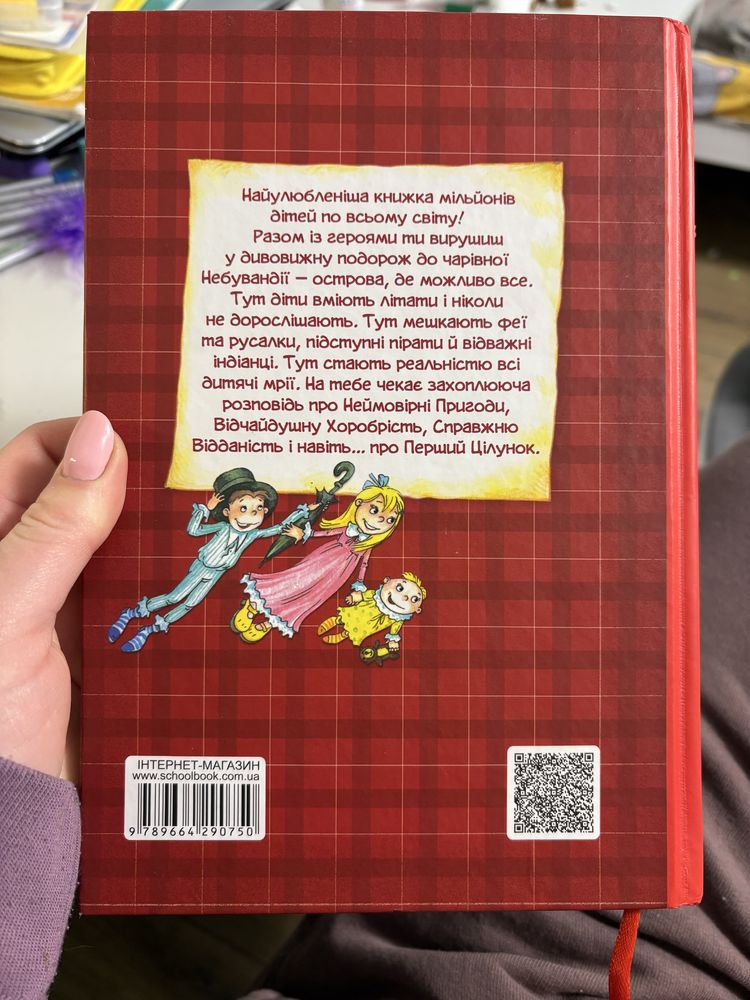 Найулюбленіша книжка мільйонів
дітей по всьому світу!
Разом із героями ти вирушиш
у дивовижну подорож до чарівної
Небувандії — острова, де можливо все.
Тут діти вміють літати і ніколи
не дорослішають. Тут мешкають феї
та русалки, підступні пірати й відважні
індіанці. Тут стають реальністю всі
дитячі мрії. На тебе чекає захоплююча
розповідь про Неймовірні Пригоди,
Відчайдушну Хоробрість, Справжню
Відданість і навіть... про Перший Цілунок.
ІНТЕРНЕТ-МАГАЗИН
www.schoolbook.com.ua
9 789664 290750